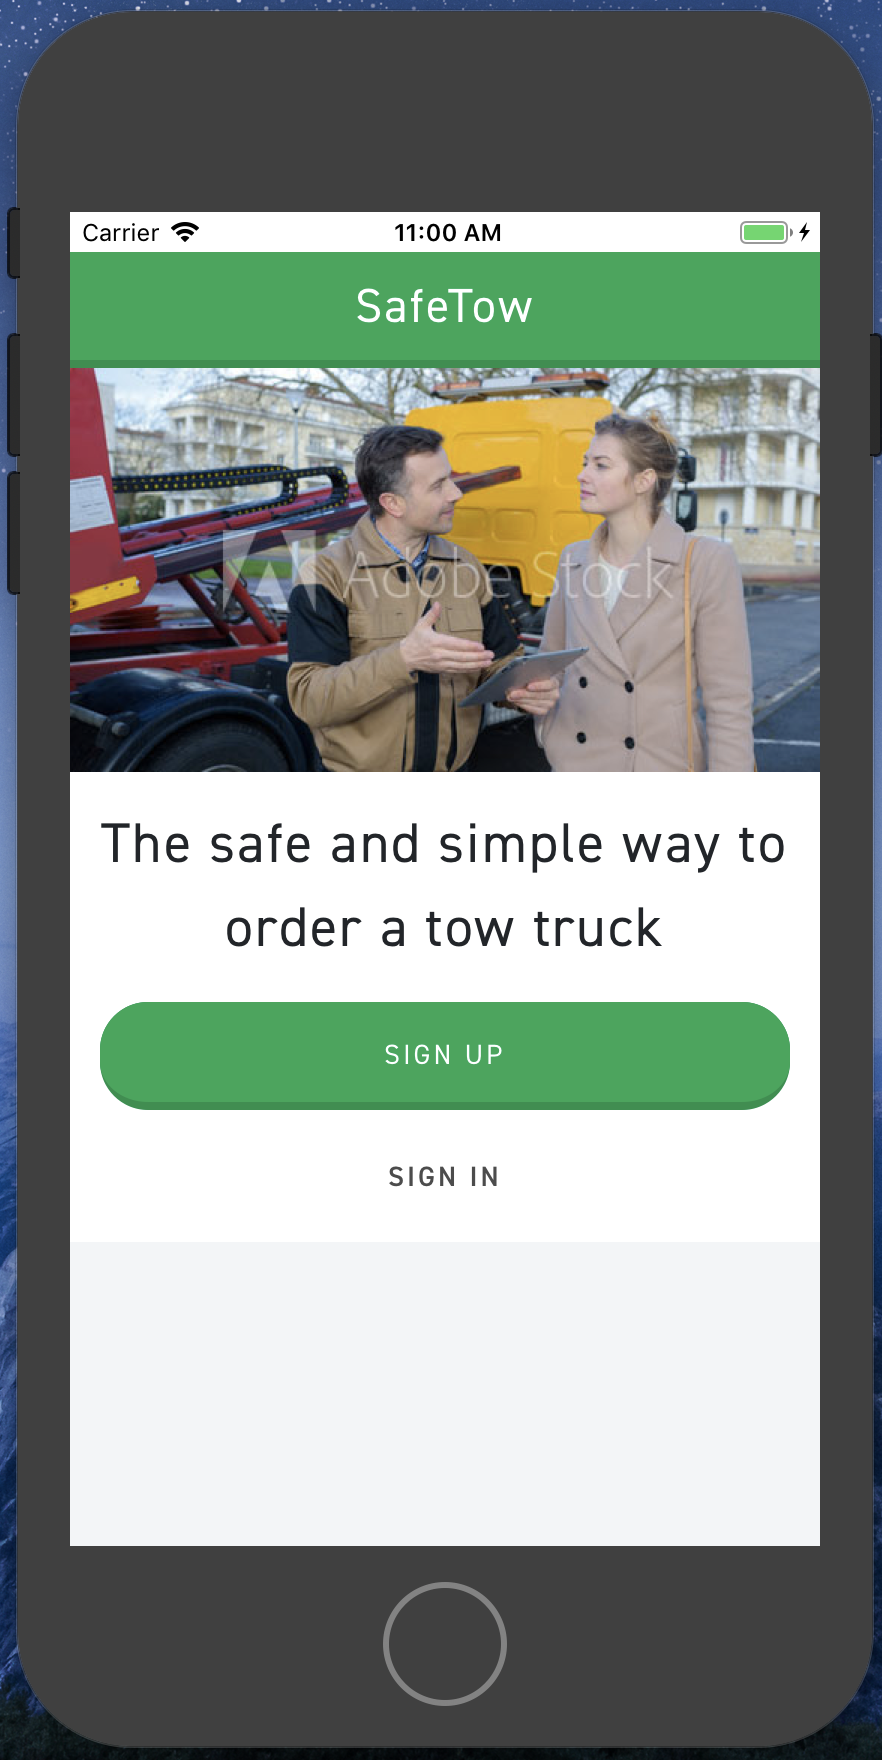 Carrier
11:00 AM
SafeTow
Adobe Stock
The safe and simple way to
order a tow truck
SIGN UP
SIGN IN